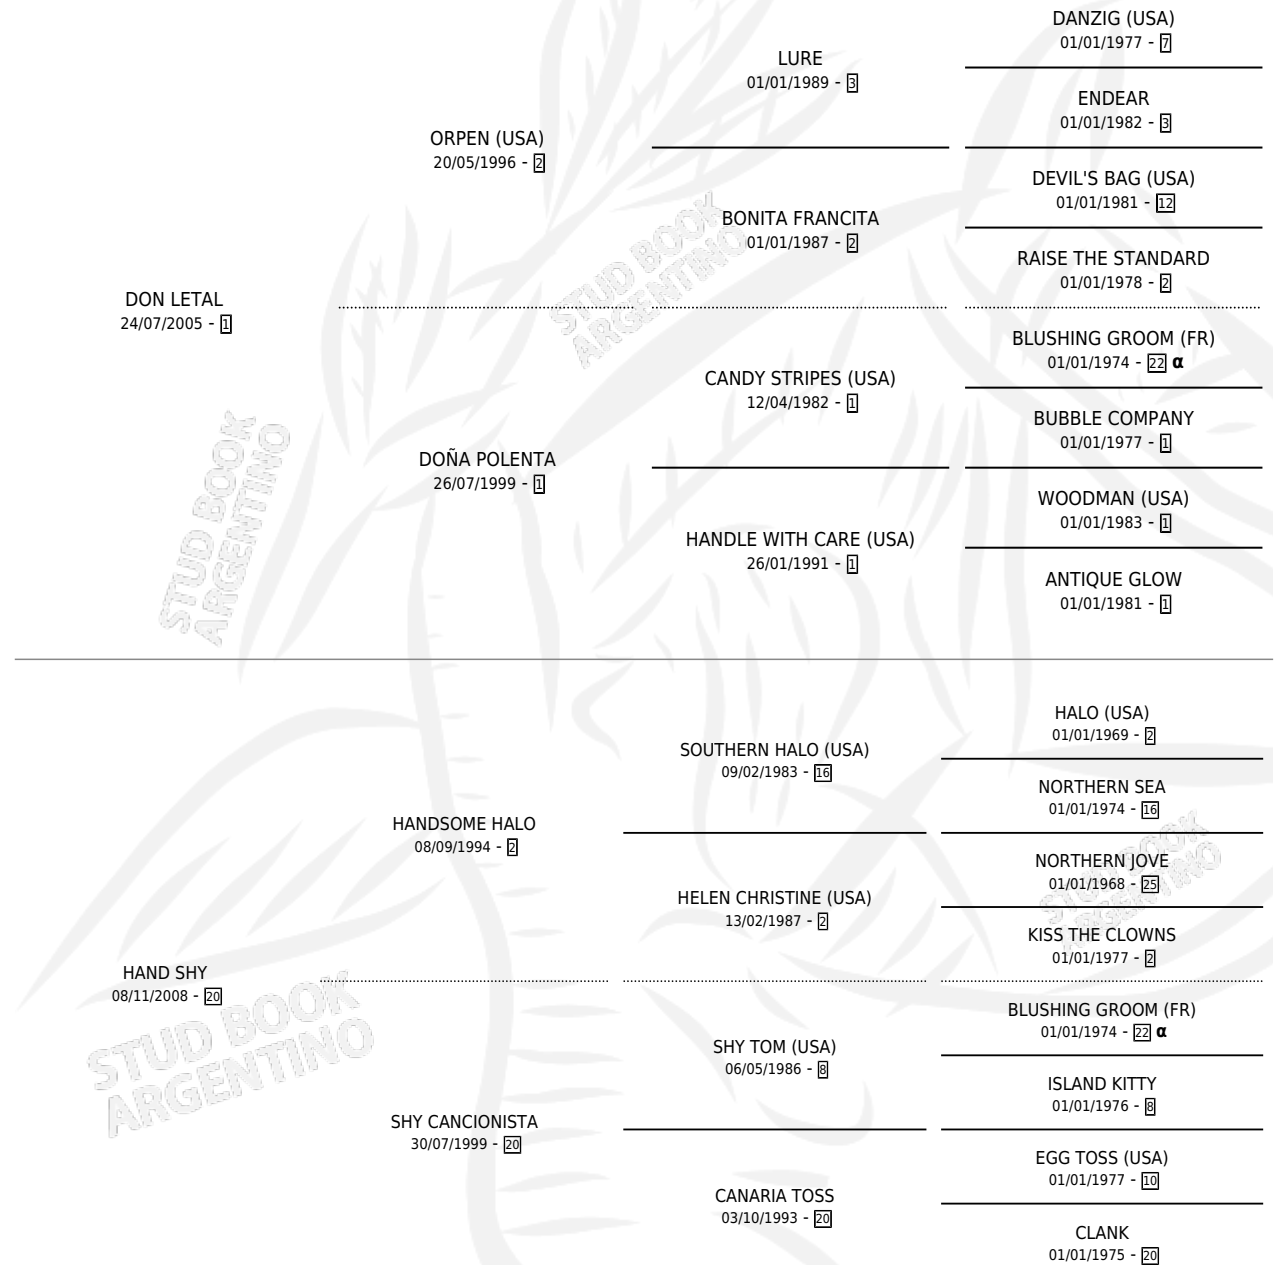 DANZIG (USA)
01/01/1977 - 7
LURE
01/01/1989 - 3
ENDEAR
01/01/1982 - 3
ORPEN (USA)
20/05/1996 - 2
DEVIL'S BAG (USA)
01/01/1981 - 12
BONITA FRANCITA
01/01/1987 - 2
RAISE THE STANDARD
01/01/1978 - 2
DON LETAL
24/07/2005 - 1
BLUSHING GROOM (FR)
01/01/1974 - 22 α
CANDY STRIPES (USA)
12/04/1982 - 1
BUBBLE COMPANY
01/01/1977 - 1
DOÑA POLENTA
26/07/1999 - 1
WOODMAN (USA)
01/01/1983 - 1
HANDLE WITH CARE (USA)
26/01/1991 - 1
ANTIQUE GLOW
01/01/1981 - 1
HALO (USA)
01/01/1969 - 2
SOUTHERN HALO (USA)
09/02/1983 - 16
NORTHERN SEA
01/01/1974 - 16
HANDSOME HALO
08/09/1994 - 2
NORTHERN JOVE
01/01/1968 - 25
HELEN CHRISTINE (USA)
13/02/1987 - 2
KISS THE CLOWNS
01/01/1977 - 2
HAND SHY
08/11/2008 - 20
BLUSHING GROOM (FR)
01/01/1974 - 22 α
SHY TOM (USA)
06/05/1986 - 8
ISLAND KITTY
01/01/1976 - 8
SHY CANCIONISTA
30/07/1999 - 20
EGG TOSS (USA)
01/01/1977 - 10
CANARIA TOSS
03/10/1993 - 20
CLANK
01/01/1975 - 20
STUD BOOK
ARGENTINO
STUD BOOK
ARGENTINO
STUD BOOK
ARGENTINO
STUD BOOK
ARGENTINO